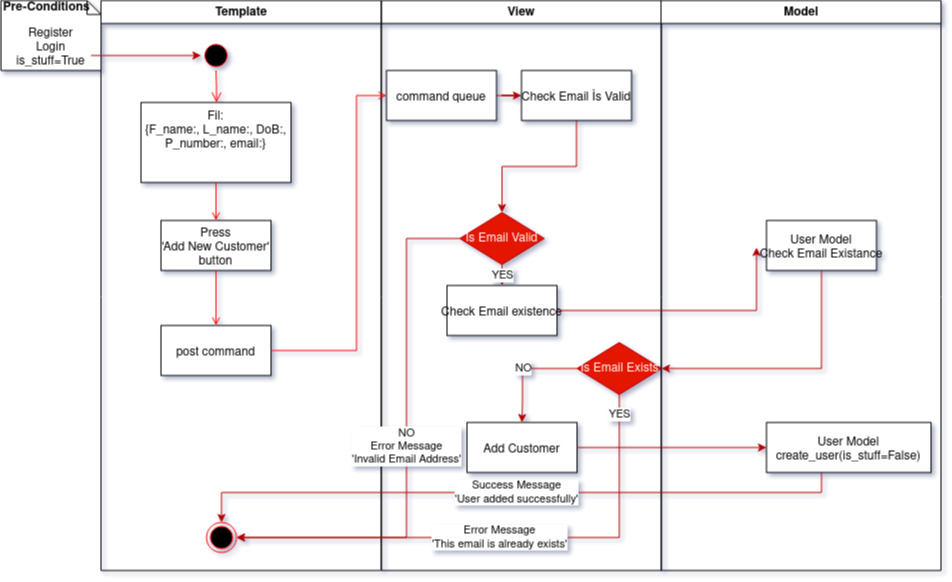 Pre-Conditions
Register
Login
is_stuff=True
Template
View
Model
Fil:
{F_name:, L_name:, DoB:,
P_number:, email:}
Press
'Add New Customer'
button
post command
command queue
Check Email İs Valid
is Email Valid
YES
Check Email existence
User Model
Check Email Existance
is Email Exists
NO
YES
NO
Error Message
'Invalid Email Address'
Add Customer
User Model
create_user(is_stuff=False)
Success Message
'User added successfully'
Error Message
'This email is already exists'